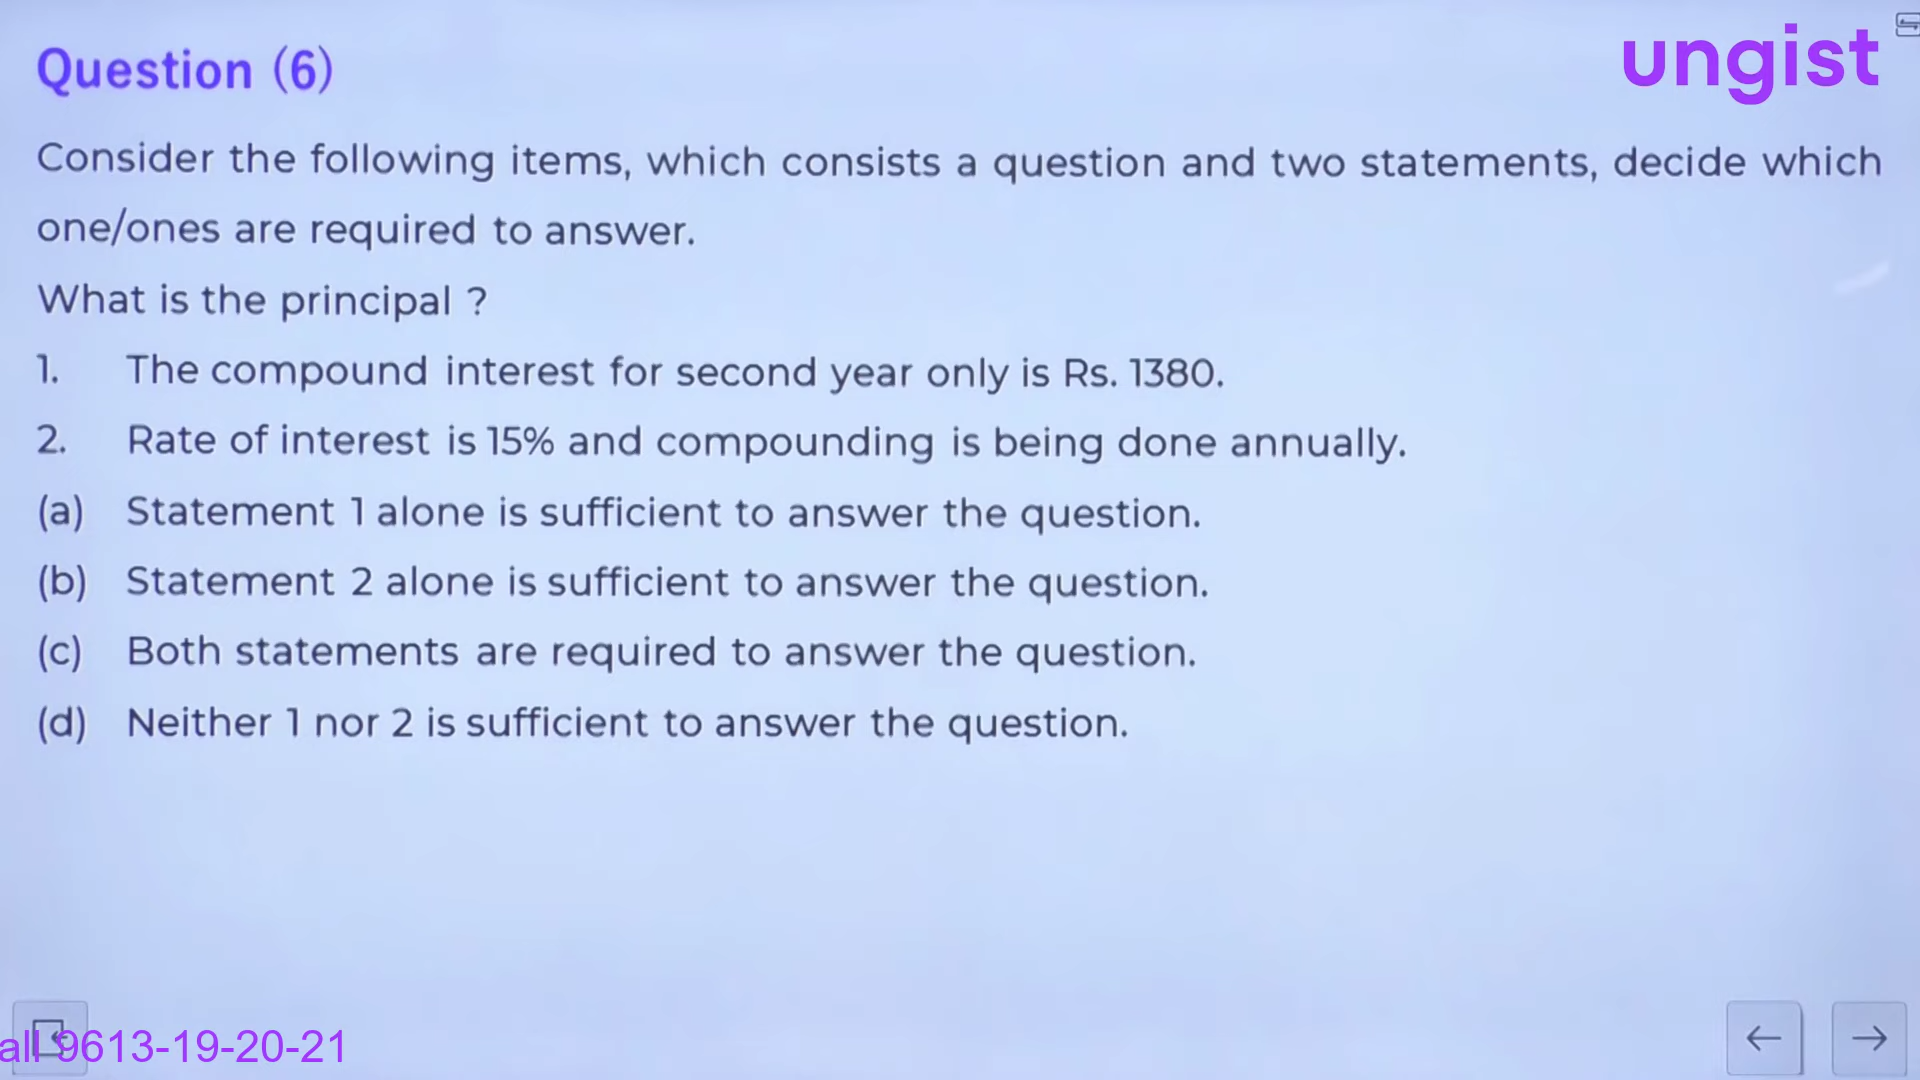 Question (6)
ungist
Consider the following items, which consists a question and two statements, decide which
one/ones are required to answer.
What is the principal ?
1. The compound interest for second year only is Rs. 1380.
2. Rate of interest is 15% and compounding is being done annually.
(a) Statement 1 alone is sufficient to answer the question.
(b) Statement 2 alone is sufficient to answer the question.
(c) Both statements are required to answer the question.
(d) Neither 1 nor 2 is sufficient to answer the question.
all 9613-19-20-21